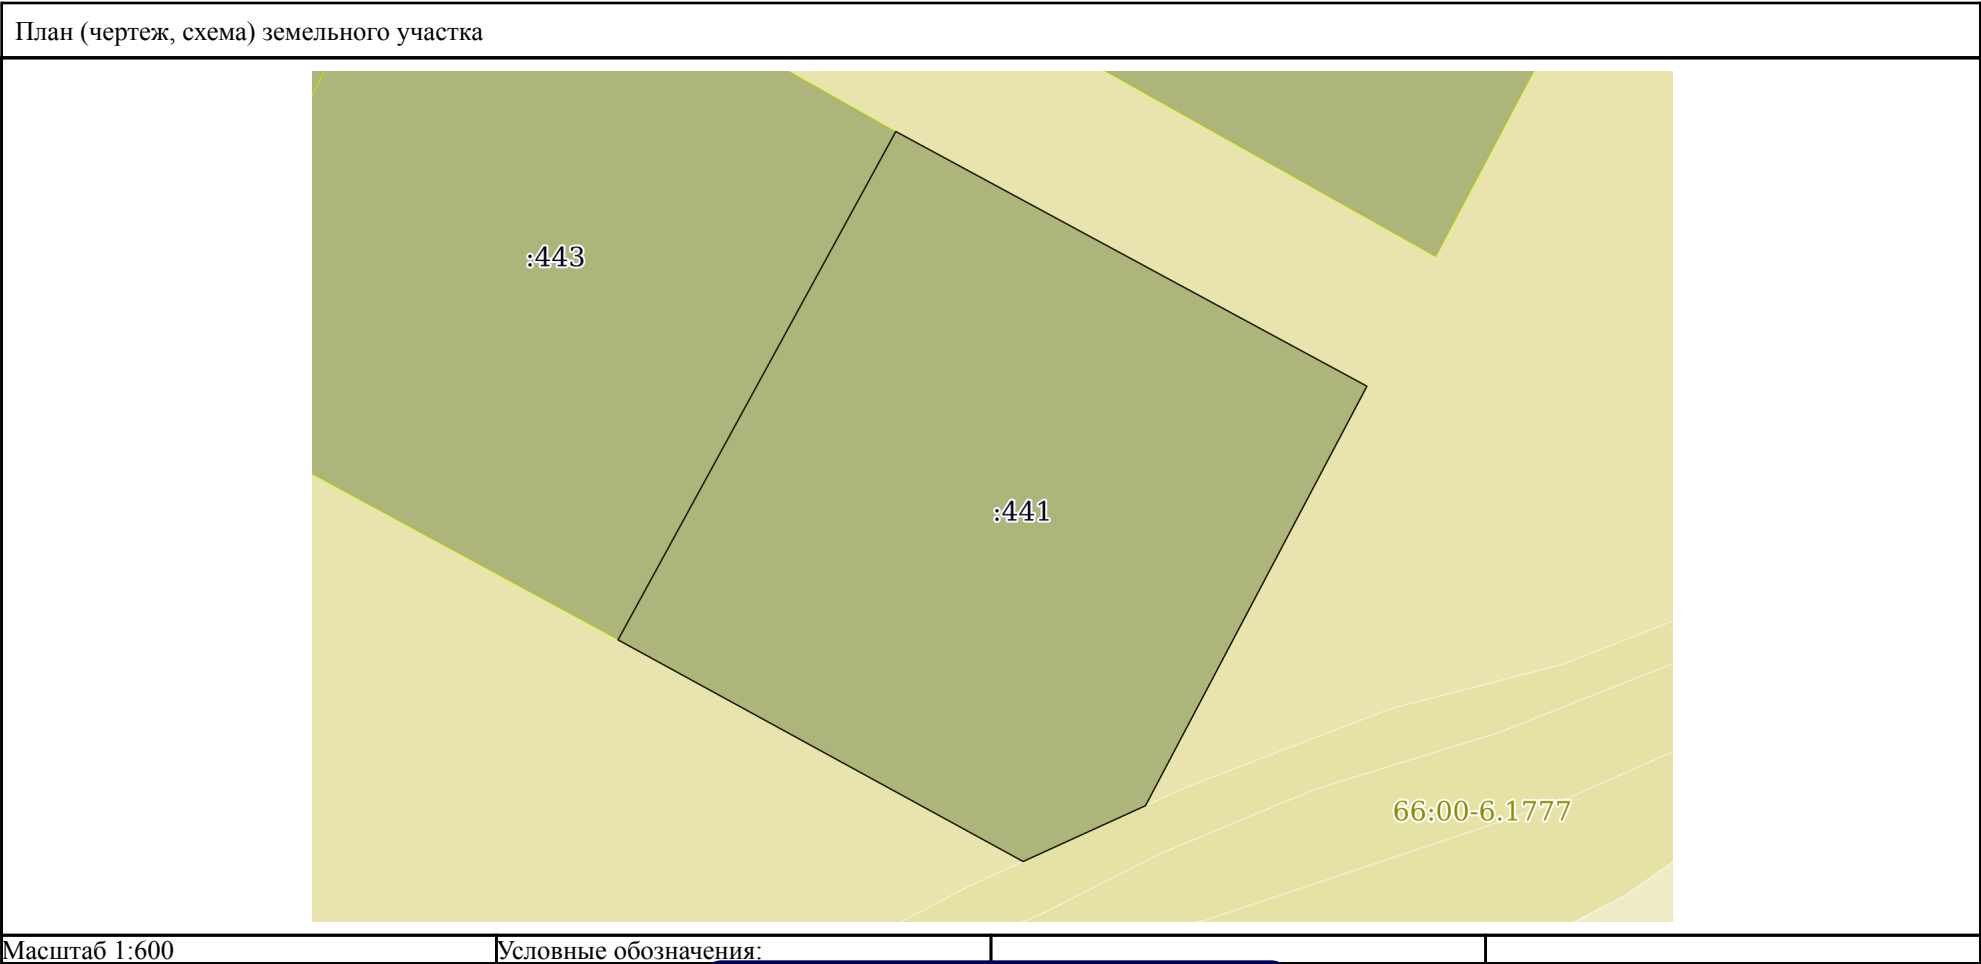 План (чертеж, схема) земельного участка
:443
:441
66:00-6.1777
Масштаб 1:600
Условные обозначения: